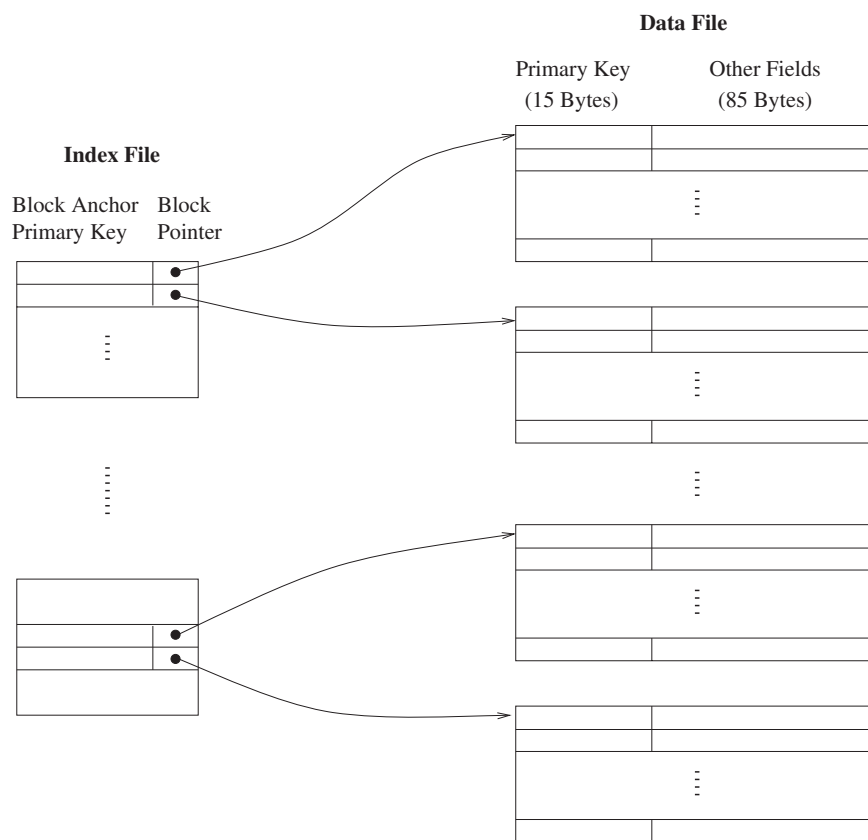 Data File
Primary Key Other Fields
(15 Bytes) (85 Bytes)
Index File
Block Anchor Block
Primary Key Pointer